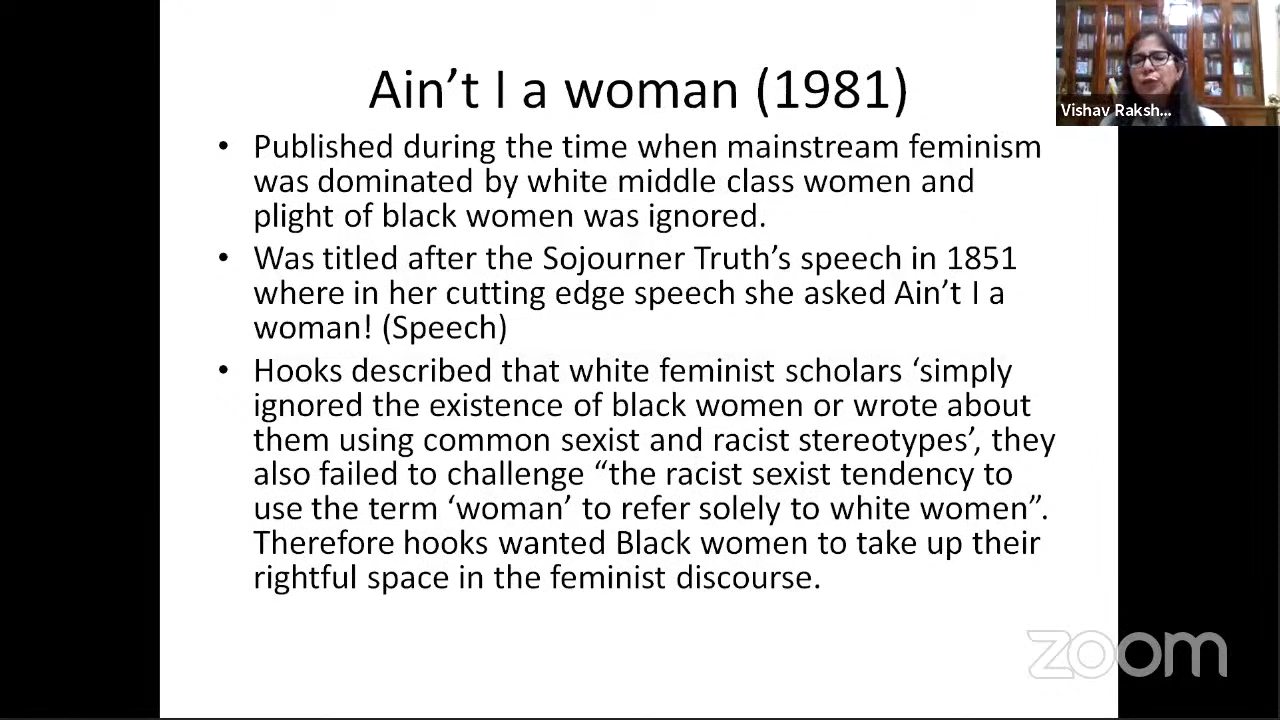 Ain’t I a woman (1981)
• Published during the time when mainstream feminism
was dominated by white middle class women and
plight of black women was ignored.
• Was titled after the Sojourner Truth’s speech in 1851
where in her cutting edge speech she asked Ain’t I a
woman! (Speech)
• Hooks described that white feminist scholars ‘simply
ignored the existence of black women or wrote about
them using common sexist and racist stereotypes’, they
also failed to challenge “the racist sexist tendency to
use the term ‘woman’ to refer solely to white women”.
Therefore hooks wanted Black women to take up their
rightful space in the feminist discourse.
Vishav Raksh...
zoom